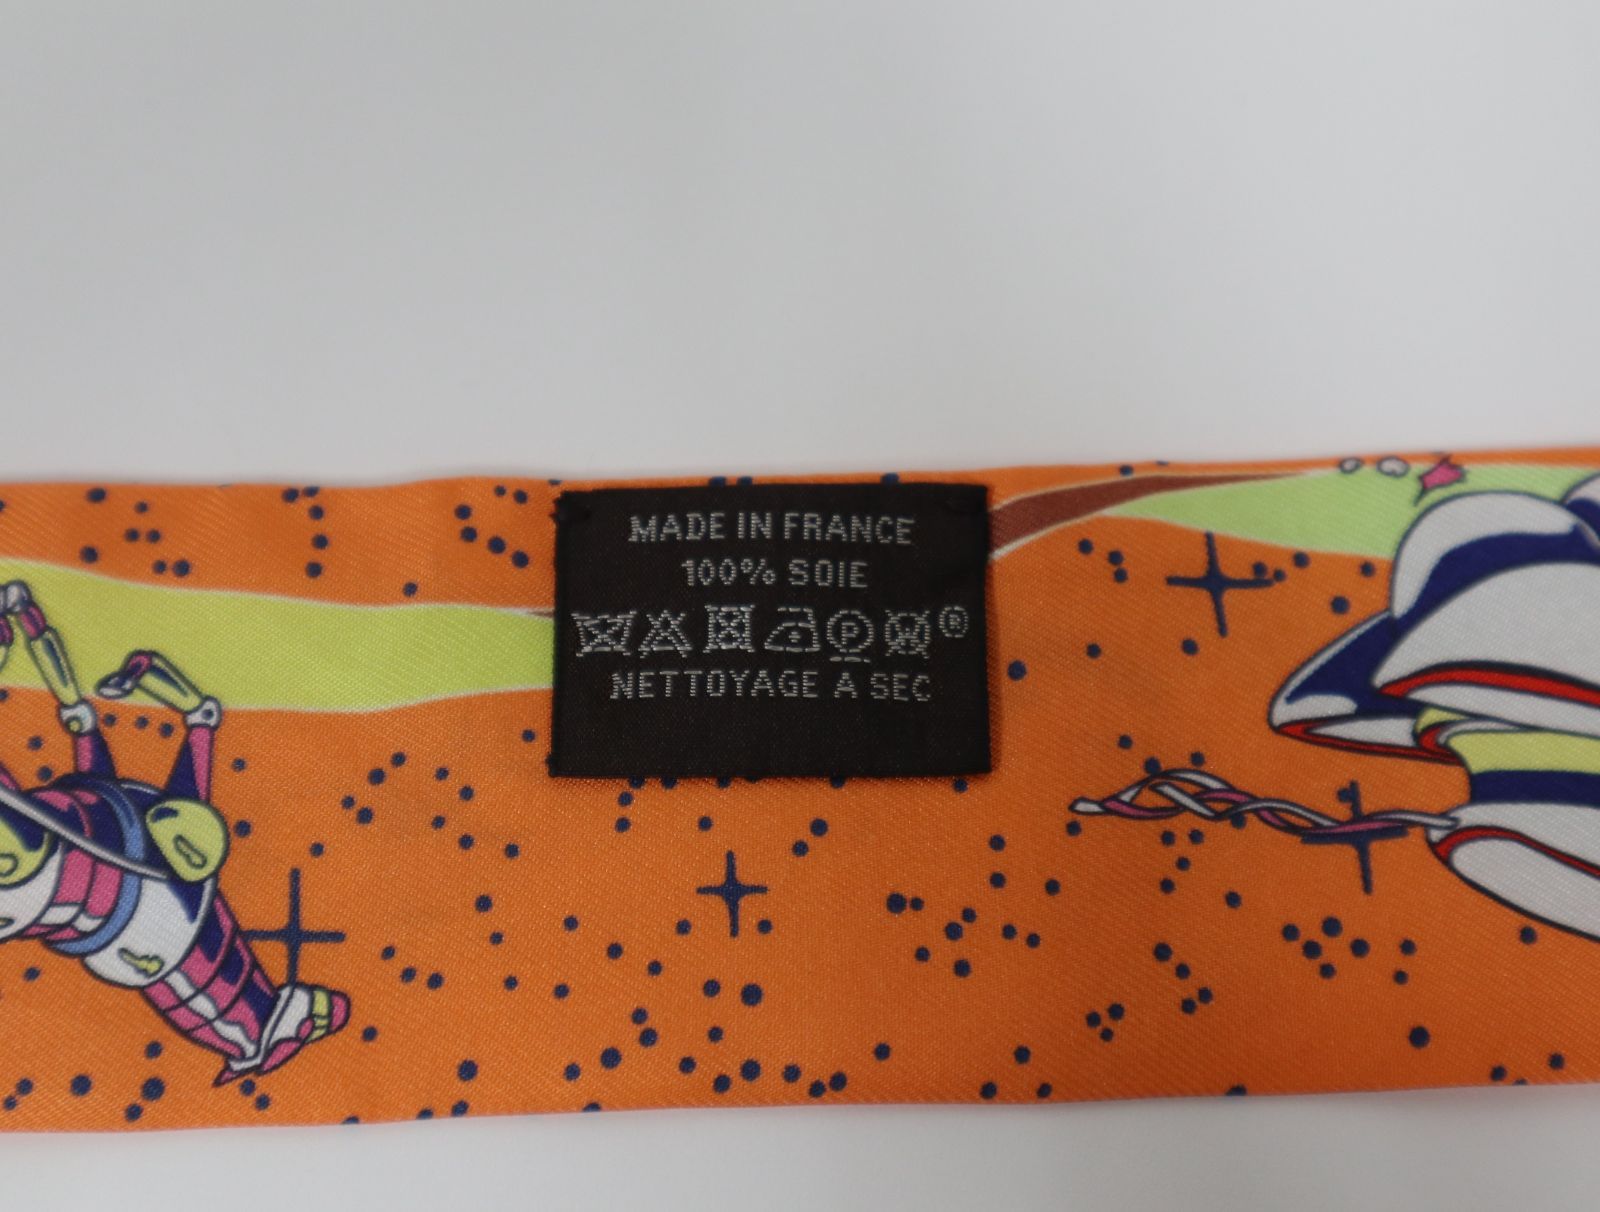 MADE IN FRANCE
100% SOIE
P ®
NETTOYAGE A SEC